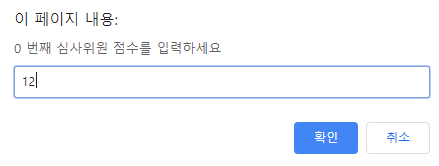 이 페이지 내용:
0 번째 심사위원 점수를 입력하세요
12
확인 취소